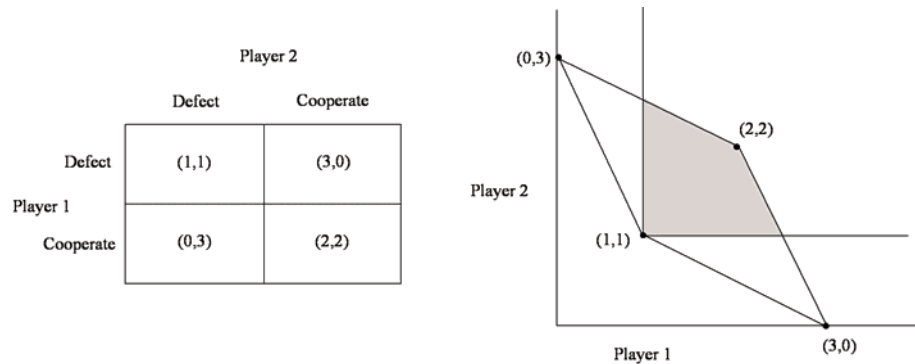 Player 2
Defect Cooperate
Defect (1,1) (3,0)
Player 1
Cooperate (0,3) (2,2)
(0,3)
(2,2)
Player 2
(1,1)
(3,0)
Player 1